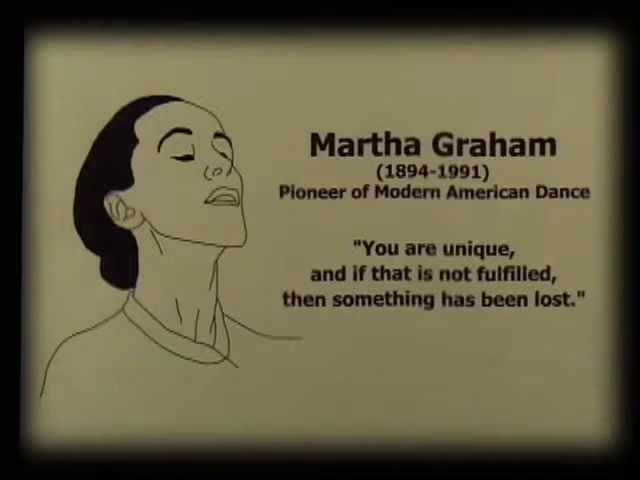 Martha Graham
(1894-1991)
Pioneer of Modern American Dance
"You are unique,
and if that is not fulfilled,
then something has been lost."